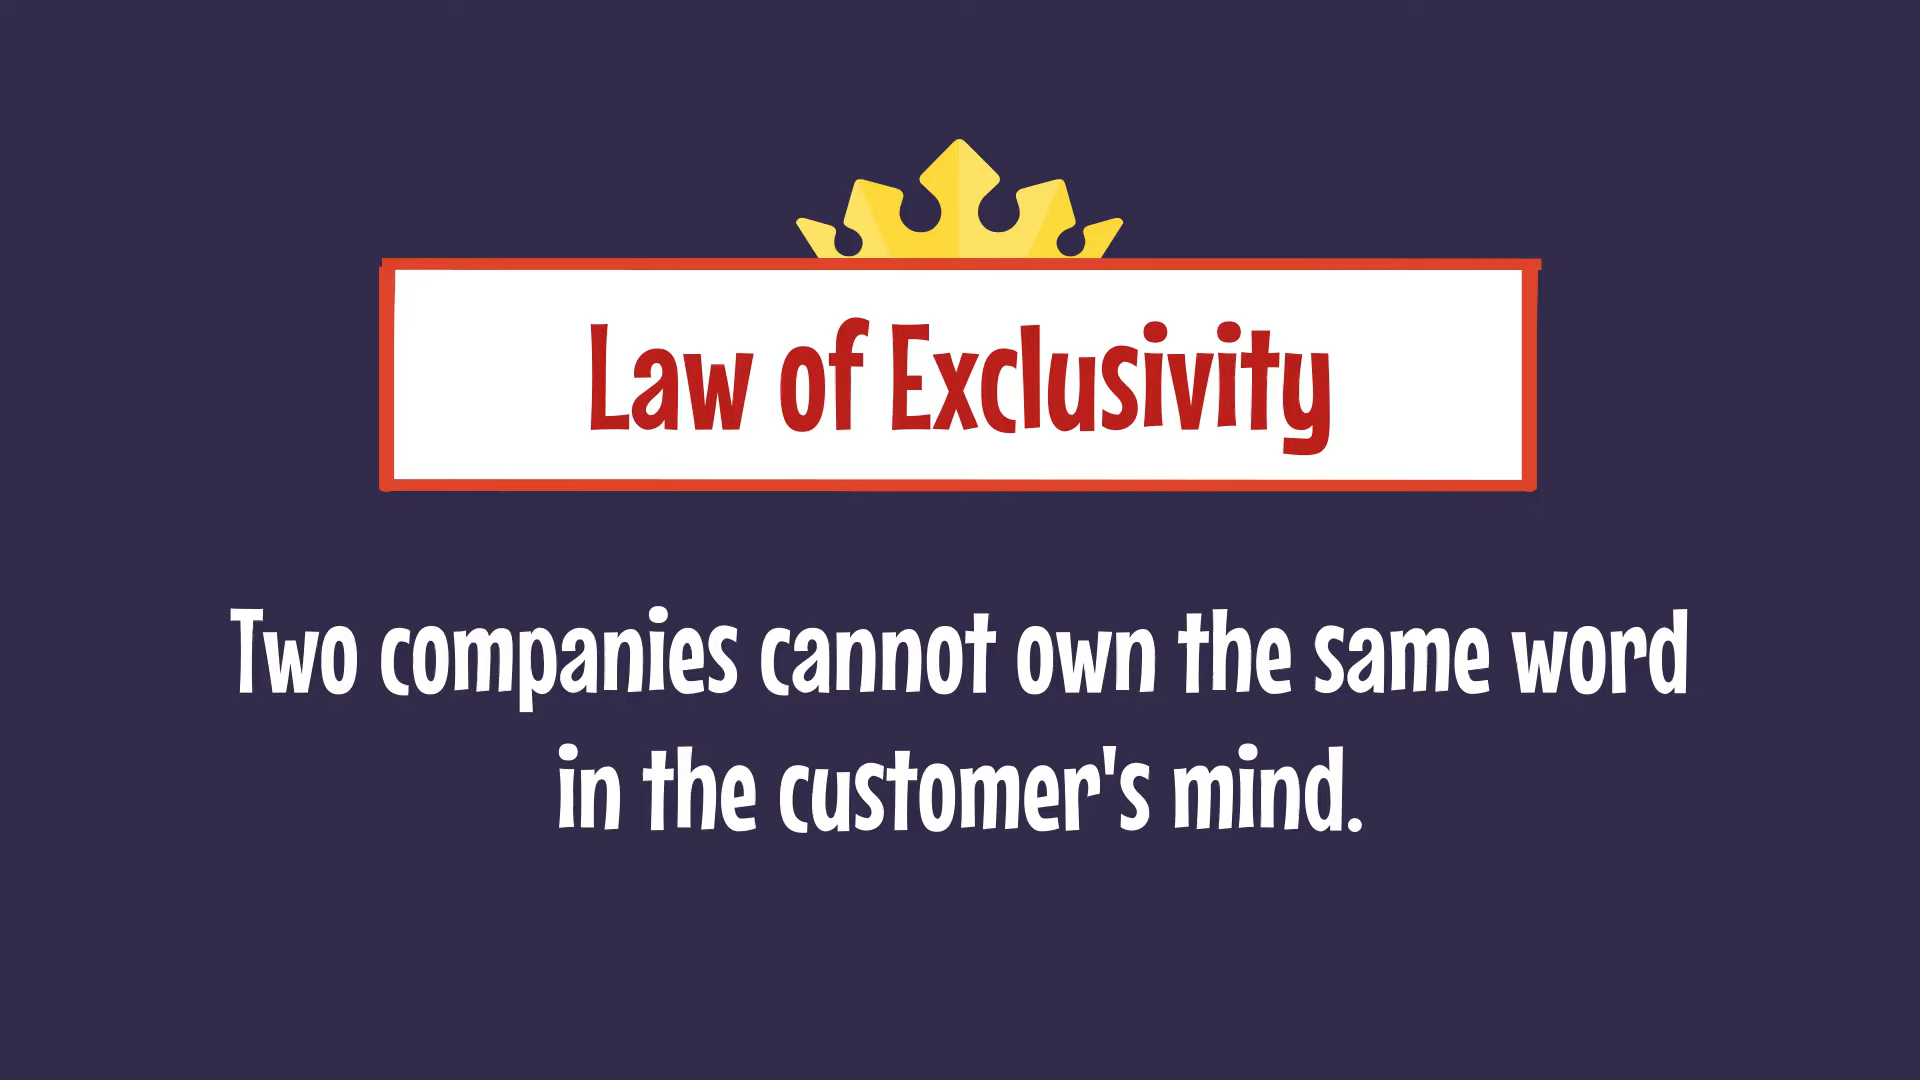 Law of Exclusivity
Two companies cannot own the same word
in the customer's mind.